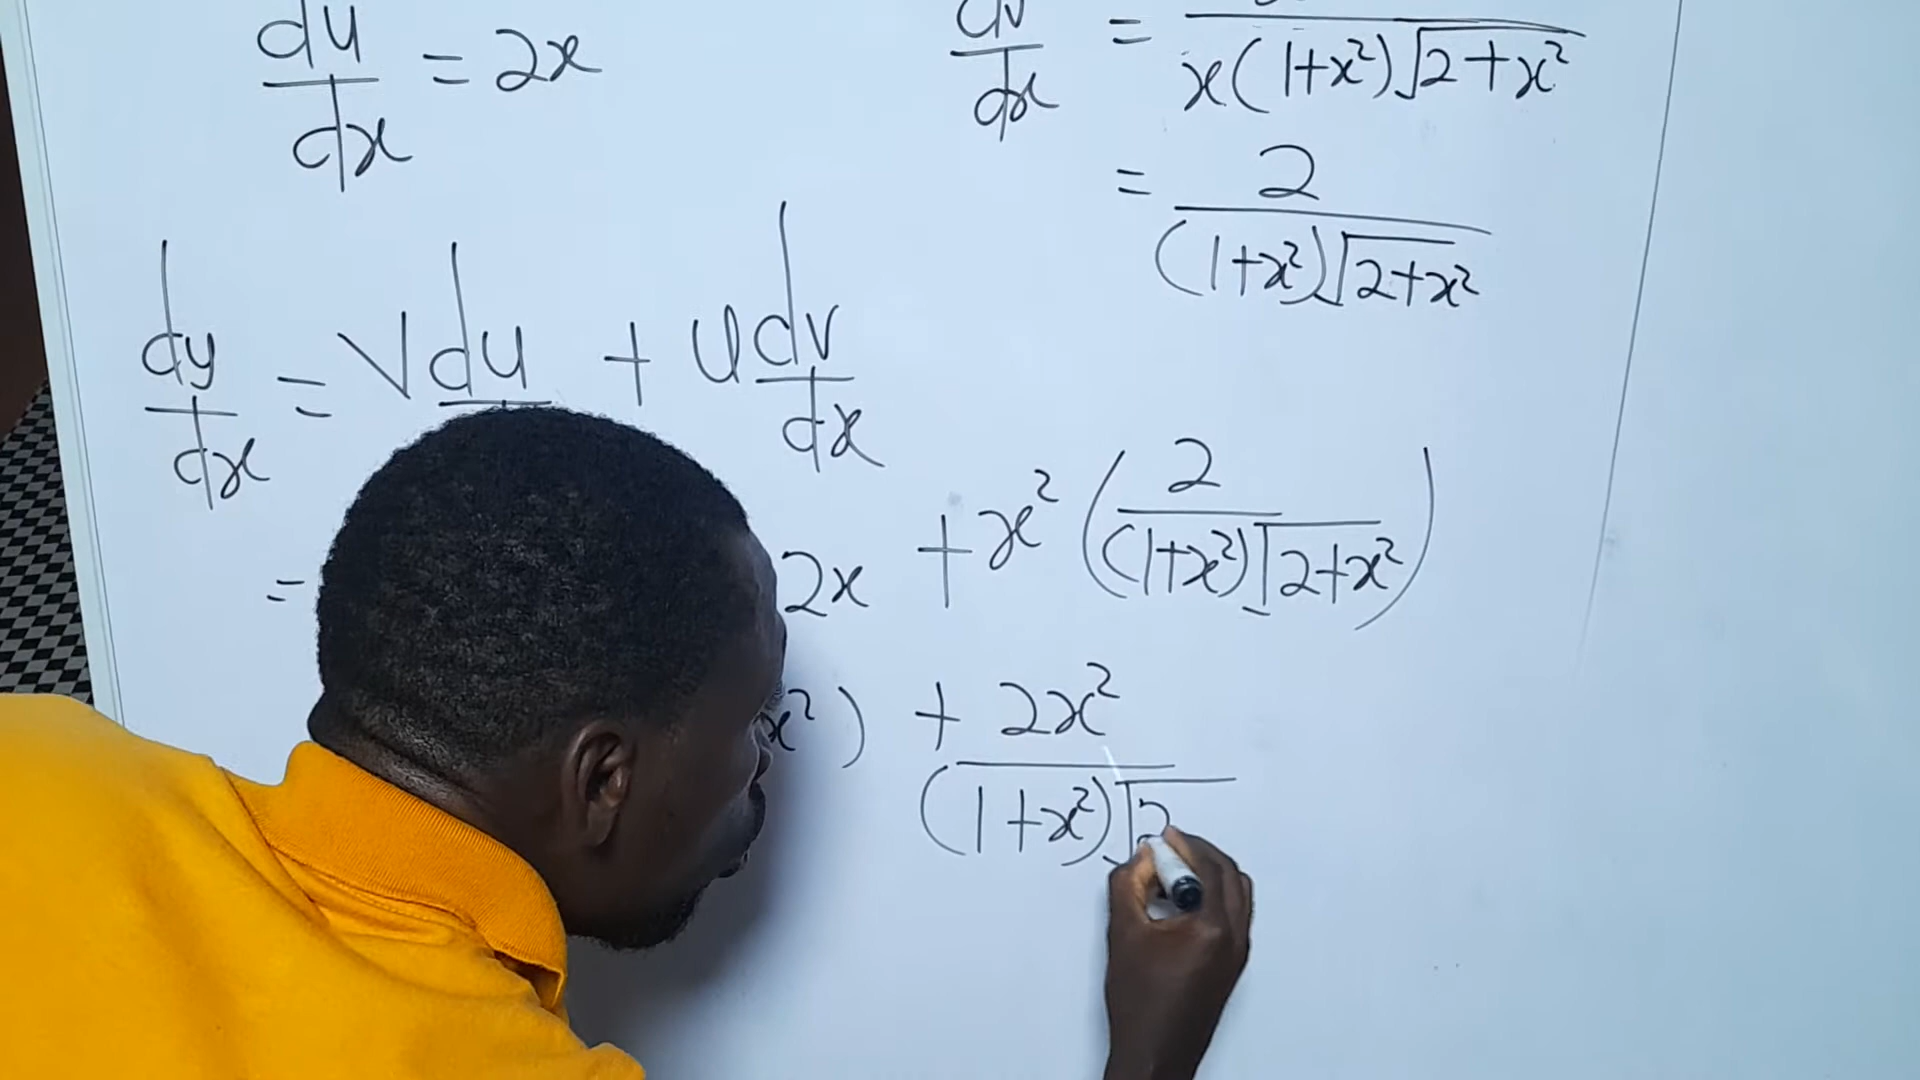 du/dx = 2x
dv/dx = /x(1+x²)√2+x²
= 2/(1+x²)√2+x²
dy/dx = V du + U dv/dx
= 2x + x² (2/(1+x²)√2+x²)
x²) + 2x²/(1+x²)√2